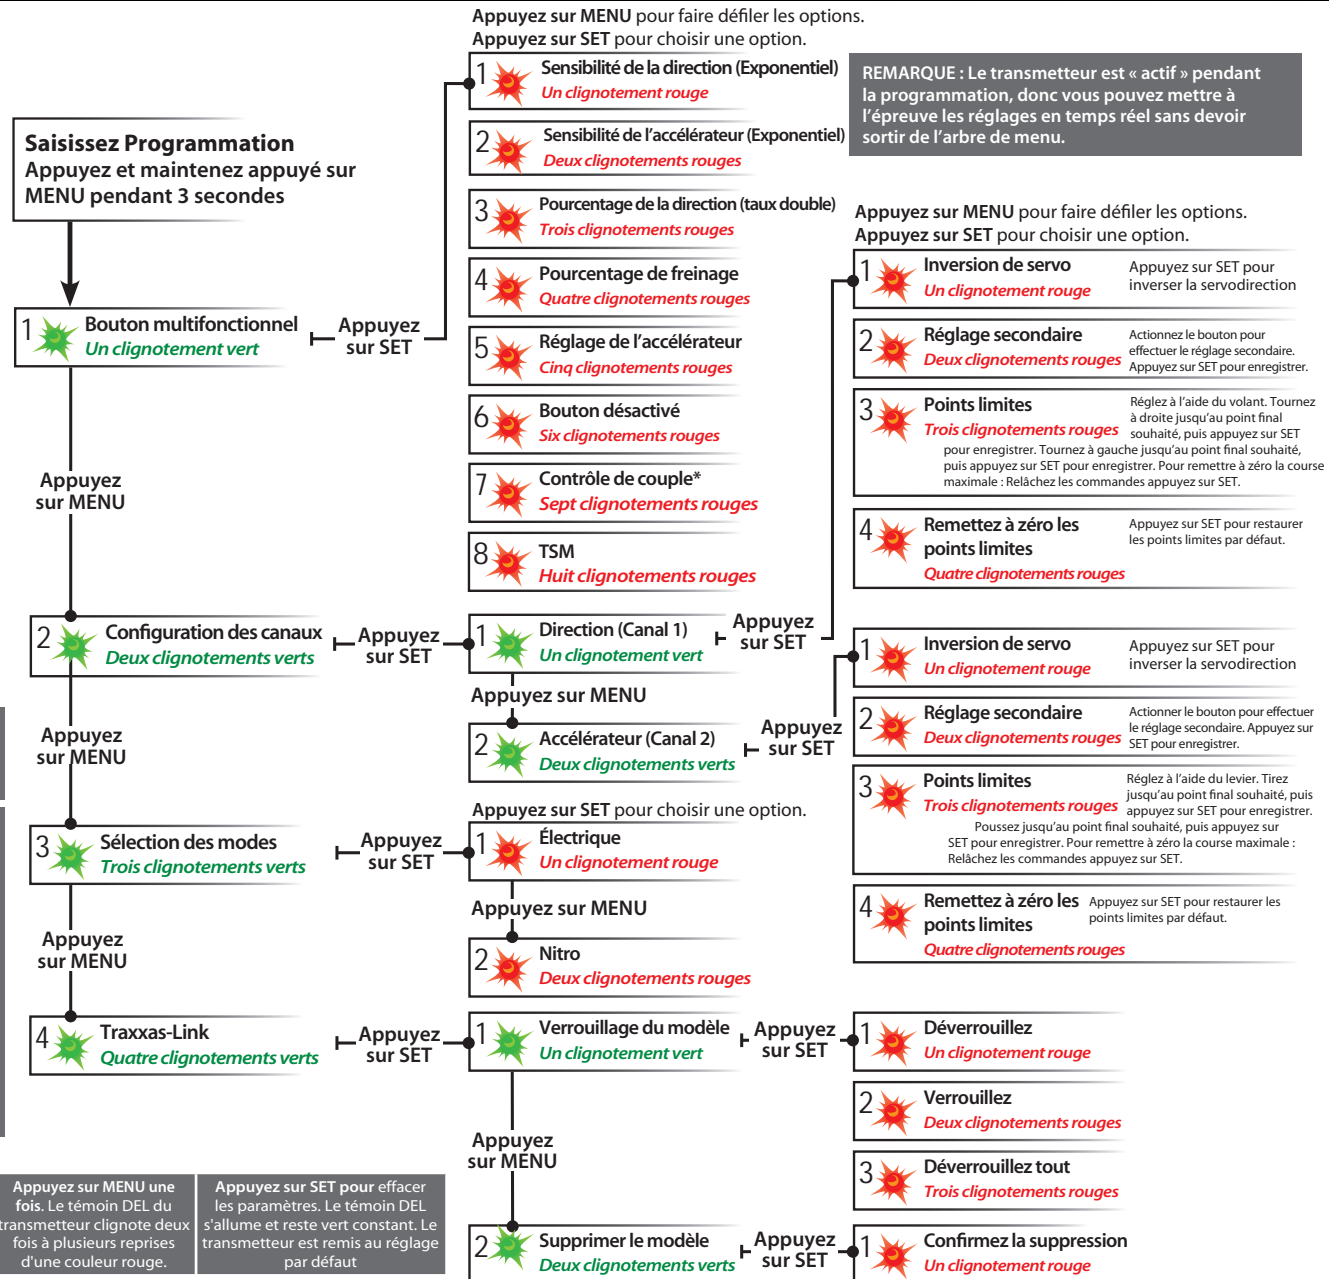 Appuyez sur MENU pour faire défiler les options.
Appuyez sur SET pour choisir une option.
REMARQUE : Le transmetteur est « actif » pendant
la programmation, donc vous pouvez mettre à
l'épreuve les réglages en temps réel sans devoir
sortir de l'arbre de menu.
Saisissez Programmation
Appuyez et maintenez appuyé sur
MENU pendant 3 secondes
1 Bouton multifonctionnel
Un clignotement vert
Appuyez
sur SET
1 Sensibilité de la direction (Exponentiel)
Un clignotement rouge
2 Sensibilité de l'accélérateur (Exponentiel)
Deux clignotements rouges
3 Pourcentage de la direction (taux double)
Trois clignotements rouges
4 Pourcentage de freinage
Quatre clignotements rouges
5 Réglage de l'accélérateur
Cinq clignotements rouges
6 Bouton désactivé
Six clignotements rouges
7 Contrôle de couple*
Sept clignotements rouges
8 TSM
Huit clignotements rouges
Appuyez
sur MENU
2 Configuration des canaux
Deux clignotements verts
Appuyez
sur SET
1 Direction (Canal 1)
Un clignotement vert
Appuyez
sur SET
Appuyez sur MENU pour faire défiler les options.
Appuyez sur SET pour choisir une option.
1 Inversion de servo
Un clignotement rouge
Appuyez sur SET pour
inverser la servodirection
2 Réglage secondaire
Deux clignotements rouges
Actionnez le bouton pour
effectuer le réglage secondaire.
Appuyez sur SET pour enregistrer.
3 Points limites
Trois clignotements rouges
Réglez à l'aide du volant. Tournez
à droite jusqu'au point final
souhaité, puis appuyez sur SET
pour enregistrer. Tournez à gauche jusqu'au point final souhaité,
puis appuyez sur SET pour enregistrer. Pour remettre à zéro la course
maximale : Relâchez les commandes appuyez sur SET.
4 Remettez à zéro les
points limites
Quatre clignotements rouges
Appuyez sur SET pour restaurer
les points limites par défaut.
Appuyez sur MENU
2 Accélérateur (Canal 2)
Deux clignotements verts
Appuyez
sur SET
1 Inversion de servo
Un clignotement rouge
Appuyez sur SET pour
inverser la servodirection
2 Réglage secondaire
Deux clignotements rouges
Actionner le bouton pour effectuer
le réglage secondaire. Appuyez sur
SET pour enregistrer.
3 Points limites
Trois clignotements rouges
Réglez à l'aide du levier. Tirez
jusqu'au point final souhaité, puis
appuyez sur SET pour enregistrer.
Poussez jusqu'au point final souhaité, puis appuyez sur
SET pour enregistrer. Pour remettre à zéro la course maximale :
Relâchez les commandes appuyez sur SET.
4 Remettez à zéro les
points limites
Quatre clignotements rouges
Appuyez sur SET pour restaurer les
points limites par défaut.
Appuyez
sur MENU
3 Sélection des modes
Trois clignotements verts
Appuyez
sur SET
Appuyez sur SET pour choisir une option.
1 Électrique
Un clignotement rouge
Appuyez sur MENU
2 Nitro
Deux clignotements rouges
Appuyez
sur MENU
4 Traxxas-Link
Quatre clignotements verts
Appuyez
sur SET
1 Verrouillage du modèle
Un clignotement vert
Appuyez
sur SET
1 Déverrouillez
Un clignotement rouge
2 Verrouillez
Deux clignotements rouges
3 Déverrouillez tout
Trois clignotements rouges
Appuyez
sur MENU
2 Supprimer le modèle
Deux clignotements verts
Appuyez
sur SET
1 Confirmez la suppression
Un clignotement rouge
Appuyez sur MENU une
fois. Le témoin DEL du
transmetteur clignote deux
fois à plusieurs reprises
d'une couleur rouge.
Appuyez sur SET pour effacer
les paramètres. Le témoin DEL
s'allume et reste vert constant. Le
transmetteur est remis au réglage
par défaut